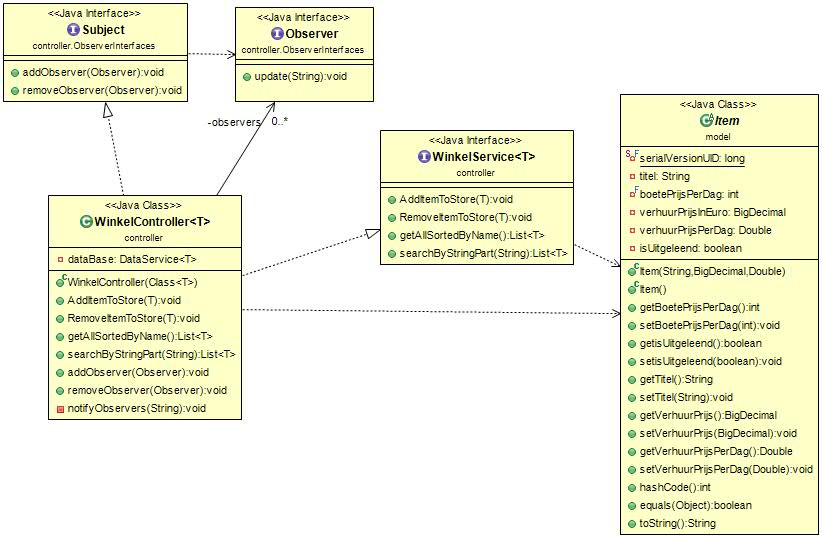 <<Java Interface>>
Subject
controller.ObserverInterfaces
addObserver(Observer):void
removeObserver(Observer):void
<<Java Interface>>
Observer
controller.ObserverInterfaces
update(String):void
-observers 0..*
<<Java Interface>>
WinkelService<T>
controller
AddItemToStore(T):void
RemoveItemToStore(T):void
getAllSortedByName():List<T>
searchByStringPart(String):List<T>
<<Java Class>>
WinkelController<T>
controller
dataBase: DataService<T>
WinkelController(Class<T>)
AddItemToStore(T):void
RemoveItemToStore(T):void
getAllSortedByName():List<T>
searchByStringPart(String):List<T>
addObserver(Observer):void
removeObserver(Observer):void
notifyObservers(String):void
<<Java Class>>
Item
model
serialVersionUID: long
titel: String
boetePrijsPerDag: int
verhuurPrijsInEuro: BigDecimal
verhuurPrijsPerDag: Double
isUitgeleend: boolean
Item(String,BigDecimal,Double)
Item()
getBoetePrijsPerDag():int
setBoetePrijsPerDag(int):void
getisUitgeleend():boolean
setisUitgeleend(boolean):void
getTitel():String
setTitel(String):void
getVerhuurPrijs():BigDecimal
setVerhuurPrijs(BigDecimal):void
getVerhuurPrijsPerDag():Double
setVerhuurPrijsPerDag(Double):void
hashCode():int
equals(Object):boolean
toString():String